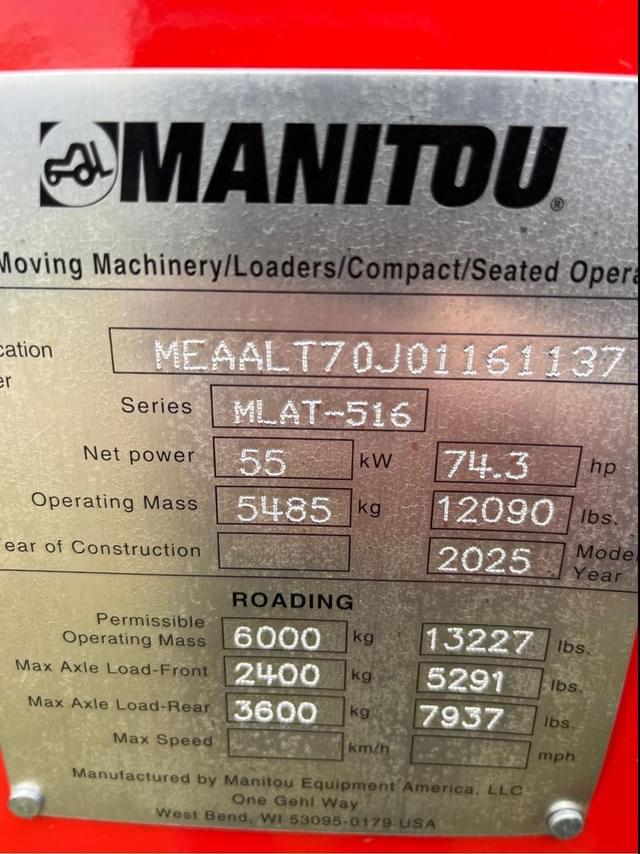 MANITOU®
Moving Machinery/Loaders/Compact/Seated Opera
cation
er
MEAALT70J01161137
Series MLAT-516
Net power 55 kW 74.3 hp
Operating Mass 5485 kg 12090 lbs.
ear of Construction 2025 Model
Year
ROADING
Permissible
Operating Mass 6000 kg 13227 lbs.
Max Axle Load-Front 2400 kg 5291 lbs.
Max Axle Load-Rear 3600 kg 7937 lbs.
Max Speed km/h mph
Manufactured by Manitou Equipment America, LLC
One Gehl Way
West Bend, WI 53095-0179 USA